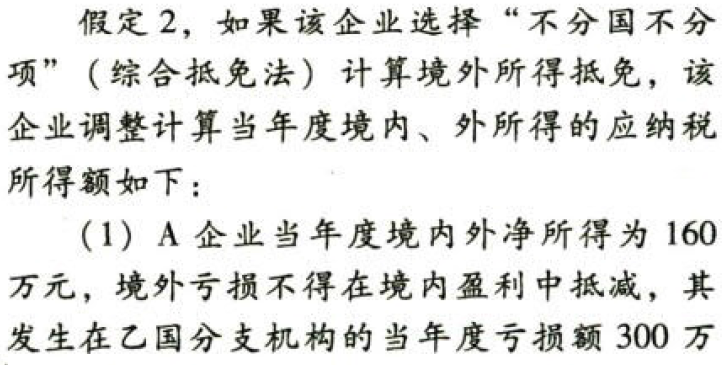 假定2，如果该企业选择“不分国不分
项”（综合抵免法）计算境外所得抵免，该
企业调整计算当年度境内、外所得的应纳税
所得额如下：
（1）A企业当年度境内外净所得为160
万元，境外亏损不得在境内盈利中抵减，其
发生在乙国分支机构的当年度亏损额300万